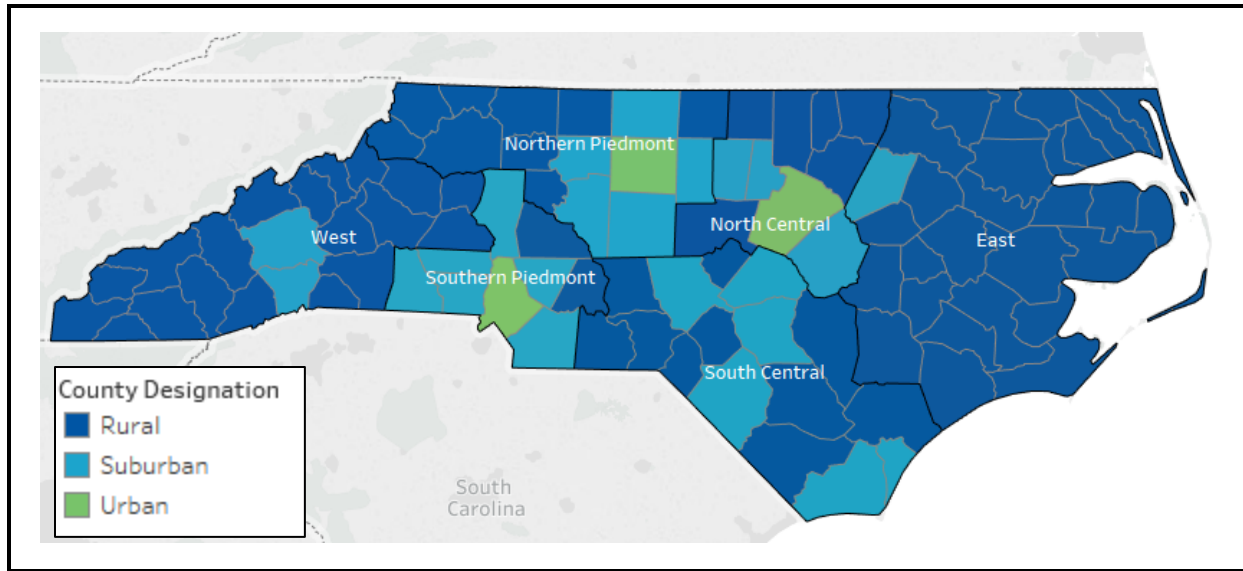 Northern Piedmont
North Central
West
East
Southern Piedmont
South Central
County Designation
Rural
Suburban
Urban
South
Carolina